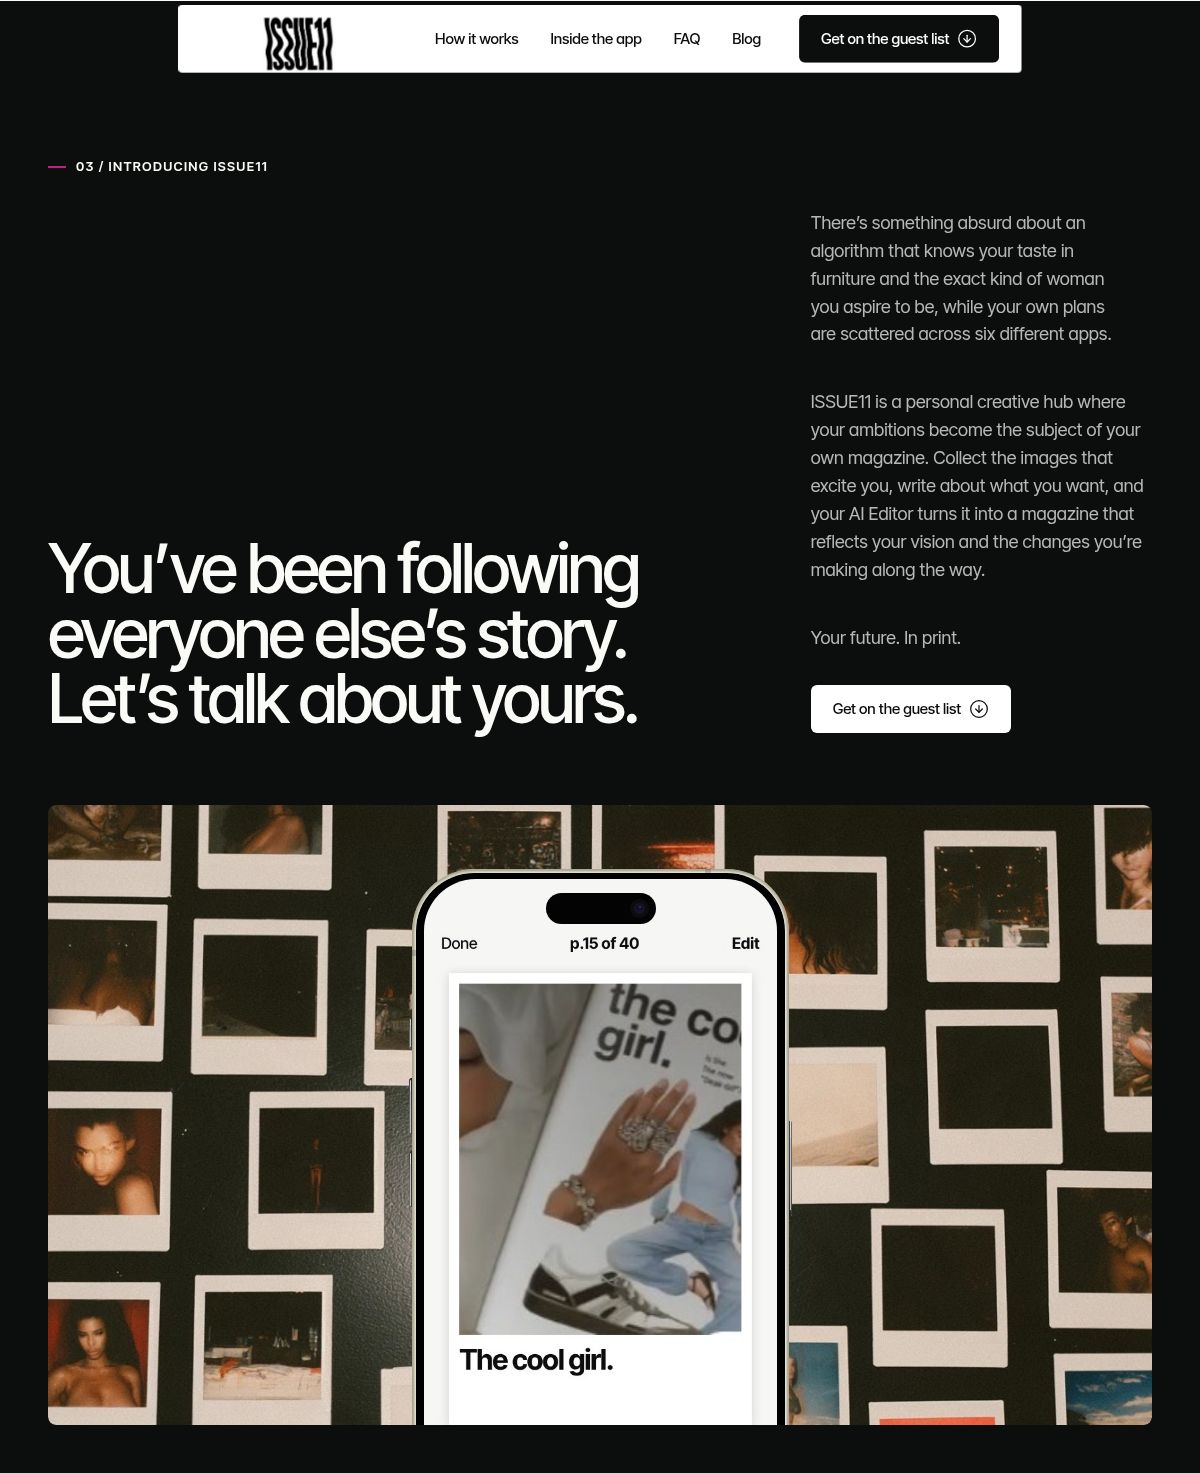 ISSUE11
How it works
Inside the app
FAQ
Blog
Get on the guest list
03 / INTRODUCING ISSUE11
There’s something absurd about an
algorithm that knows your taste in
furniture and the exact kind of woman
you aspire to be, while your own plans
are scattered across six different apps.
ISSUE11 is a personal creative hub where
your ambitions become the subject of your
own magazine. Collect the images that
excite you, write about what you want, and
your AI Editor turns it into a magazine that
reflects your vision and the changes you’re
making along the way.
Your future. In print.
Get on the guest list
You’ve been following
everyone else’s story.
Let’s talk about yours.
Done
p.15 of 40
Edit
the co
girl.
is the
The cool girl.